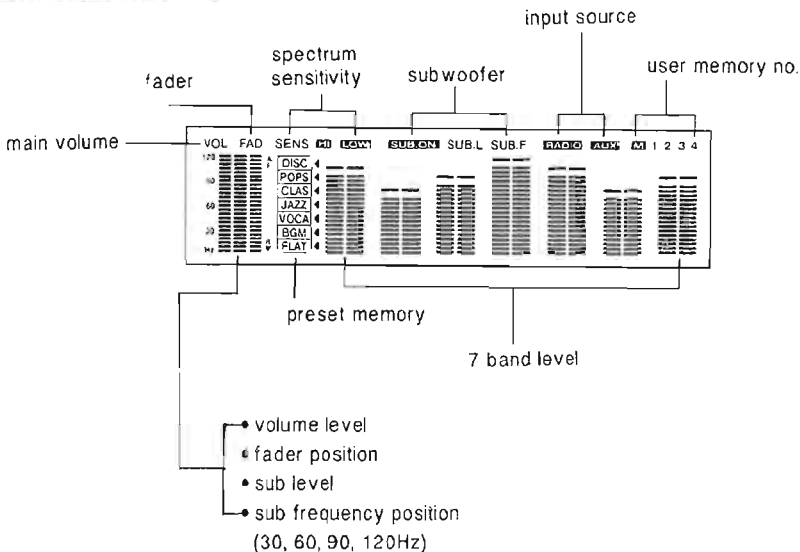 input source
spectrum
sensitivity
subwoofer
user memory no.
fader
main volume
VOL FAD SENS HI LOW SUB.ON SUB.L SUB.F RADIO AUX M 1 2 3 4
120
90
60
30
Hz
F
R
DISC
POPS
CLAS
JAZZ
VOCA
BGM
FLAT
preset memory
7 band level
• volume level
• fader position
• sub level
• sub frequency position
(30, 60, 90, 120Hz)